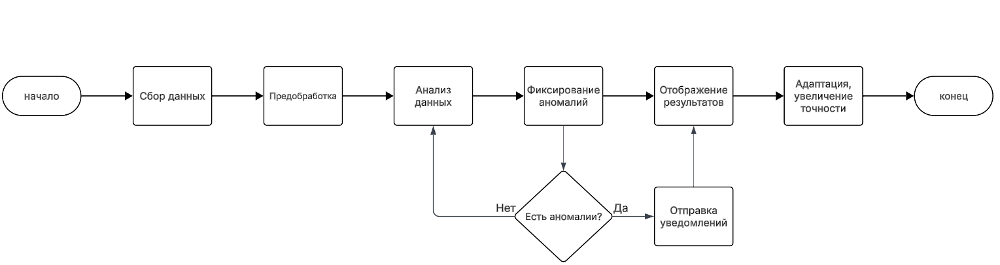 начало
Сбор данных
Предобработка
Анализ
данных
Фиксирование
аномалий
Отображение
результатов
Адаптация,
увеличение
точности
конец
Нет
Есть аномалии?
Да
Отправка
уведомлений